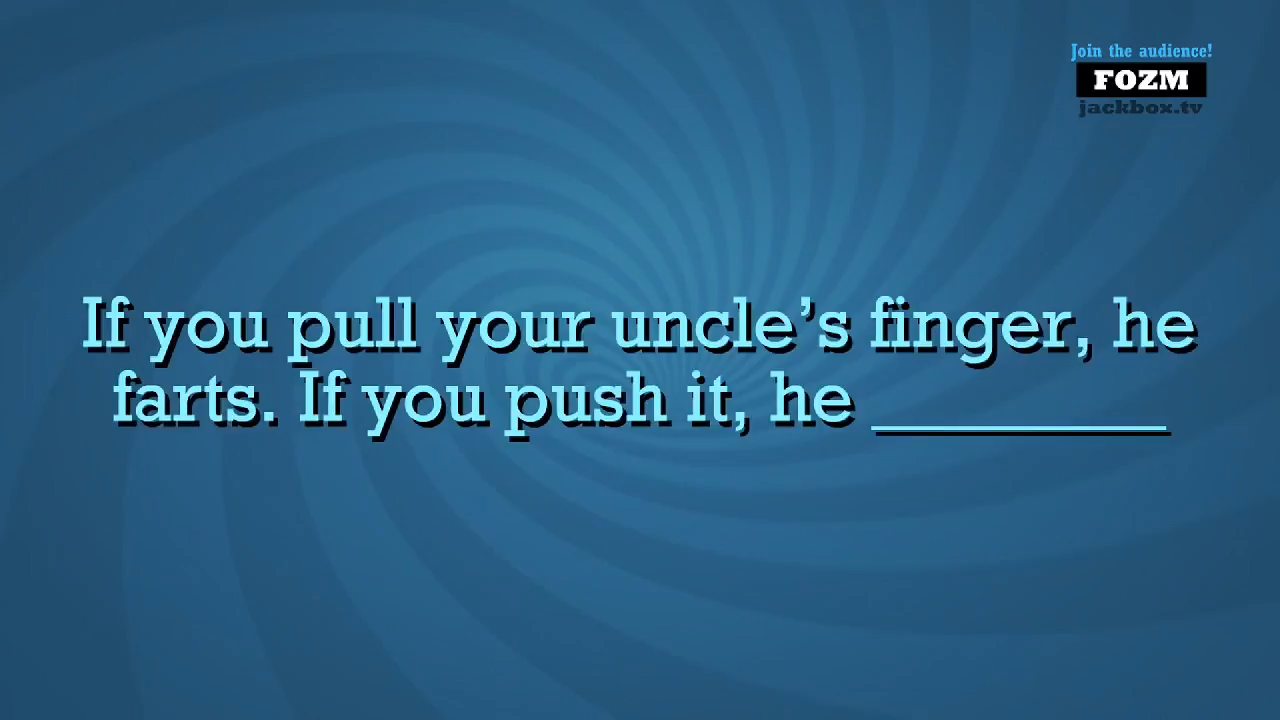 Join the audience!
FOZM
jackbox.tv
If you pull your uncle’s finger, he
farts. If you push it, he __________